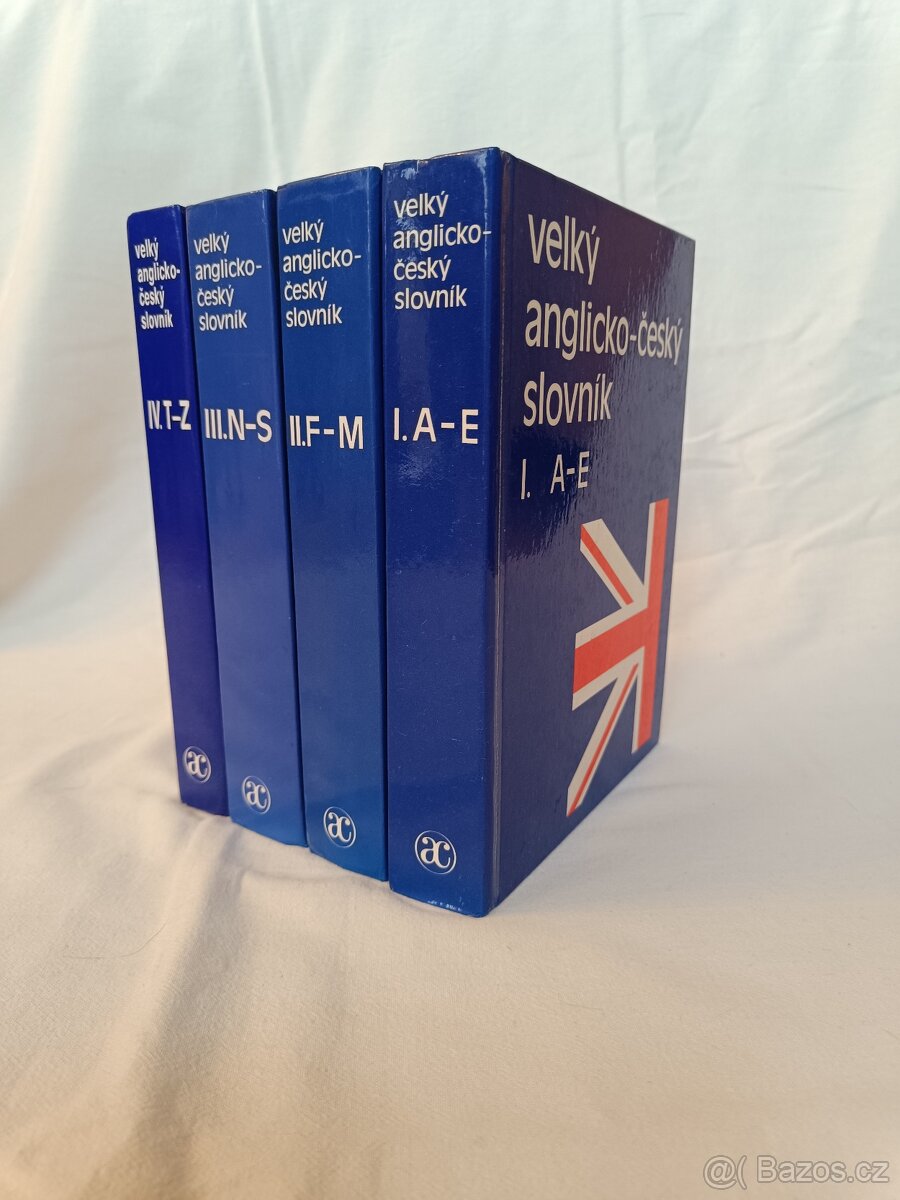 velký
anglicko-
český
slovník
IV.T-Z
ac
velký
anglicko-
český
slovník
III.N-S
ac
velký
anglicko-
český
slovník
II.F-M
ac
velký
anglicko-
český
slovník
I.A-E
ac
velký
anglicko-český
slovník
I. A-E
@( Bazos.cz